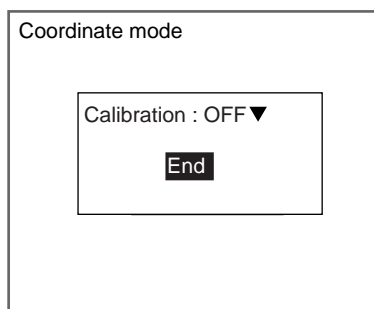 Coordinate mode
Calibration : OFF▼
End